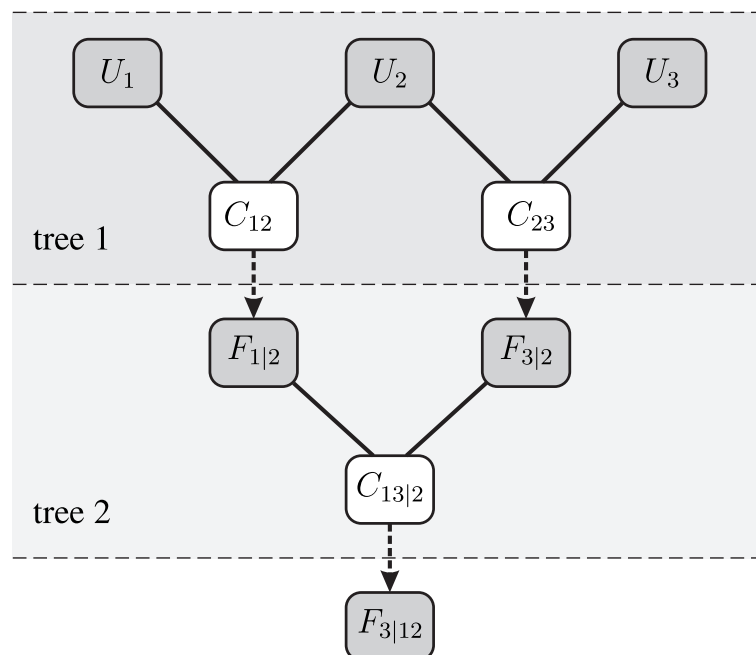 U₁ U₂ U₃
C₁₂ C₂₃
tree 1
F₁|₂ F₃|₂
C₁₃|₂
tree 2
F₃|₁₂